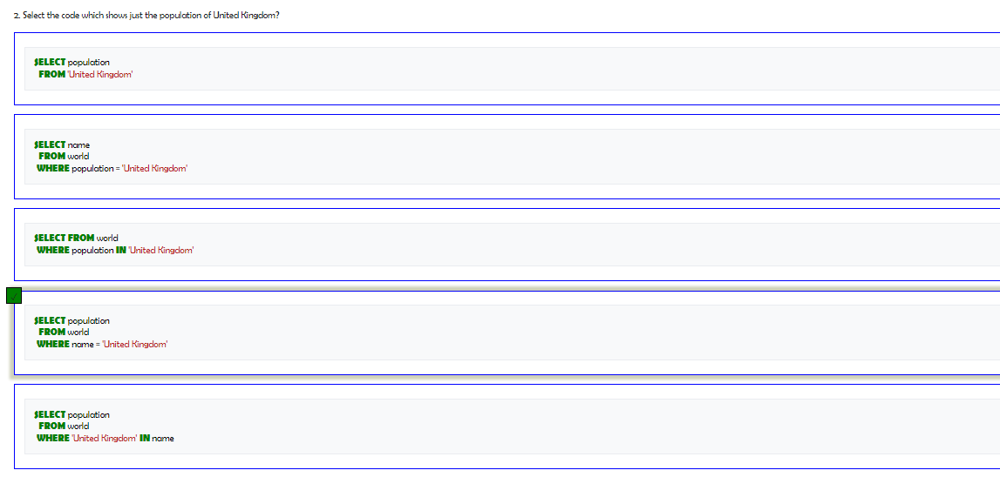 2. Select the code which shows just the population of United Kingdom?
SELECT population
FROM 'United Kingdom'
SELECT name
FROM world
WHERE population = 'United Kingdom'
SELECT FROM world
WHERE population IN 'United Kingdom'
SELECT population
FROM world
WHERE name = 'United Kingdom'
SELECT population
FROM world
WHERE 'United Kingdom' IN name